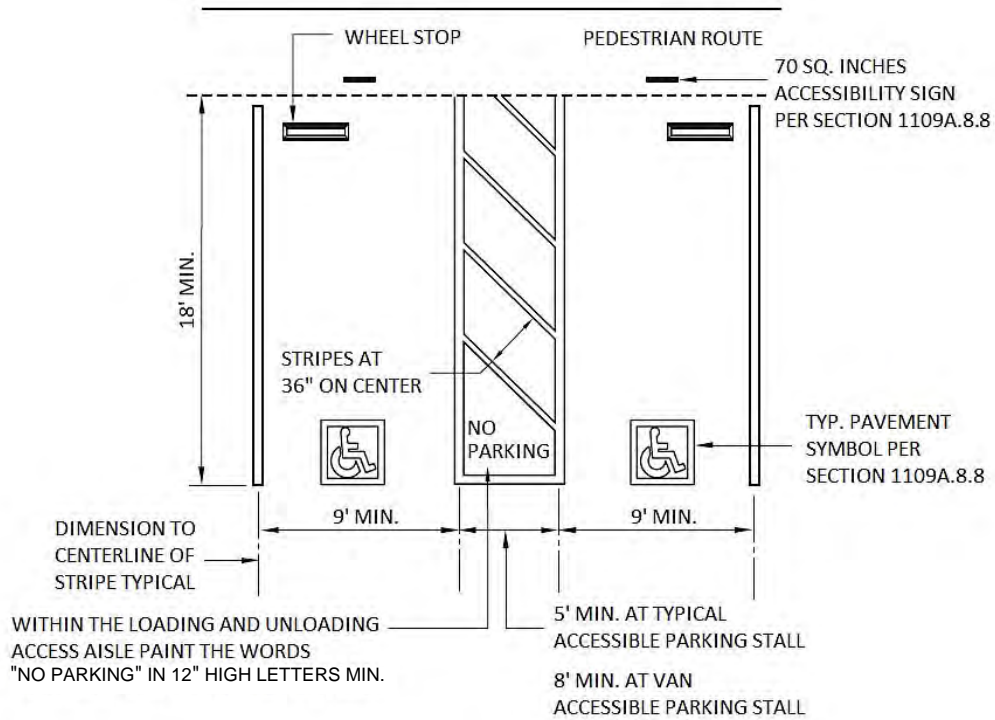 WHEEL STOP
PEDESTRIAN ROUTE
70 SQ. INCHES
ACCESSIBILITY SIGN
PER SECTION 1109A.8.8
18' MIN.
STRIPES AT
36" ON CENTER
NO
PARKING
TYP. PAVEMENT
SYMBOL PER
SECTION 1109A.8.8
9' MIN.
9' MIN.
DIMENSION TO
CENTERLINE OF
STRIPE TYPICAL
WITHIN THE LOADING AND UNLOADING
ACCESS AISLE PAINT THE WORDS
"NO PARKING" IN 12" HIGH LETTERS MIN.
5' MIN. AT TYPICAL
ACCESSIBLE PARKING STALL
8' MIN. AT VAN
ACCESSIBLE PARKING STALL